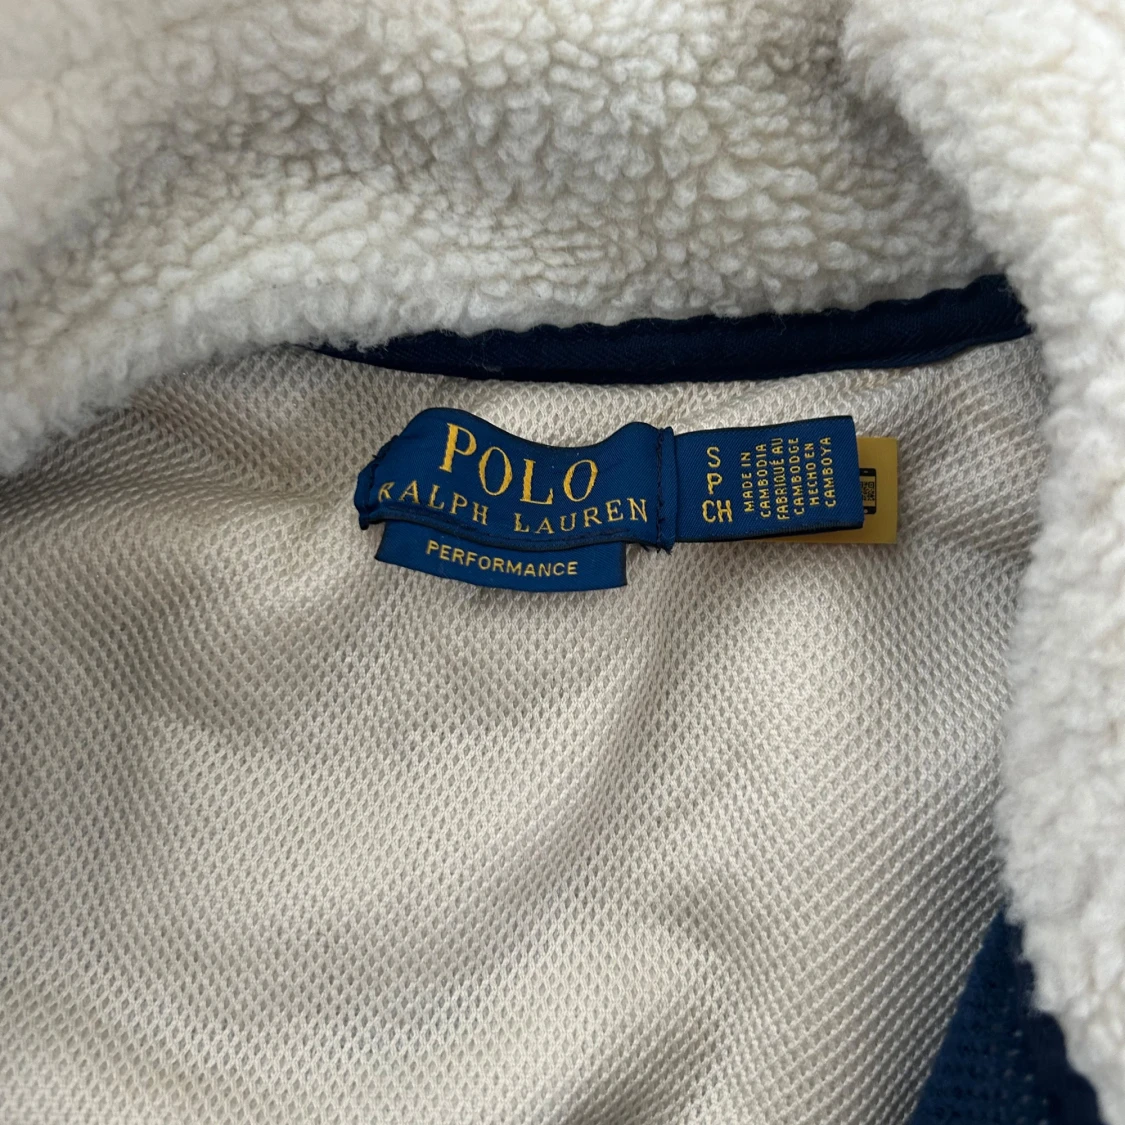 POLO
RALPH LAUREN
PERFORMANCE
S
P
CH
MADE IN
CAMBODIA
FABRIQUÉ AU
CAMBODGE
HECHO EN
CAMBOYA